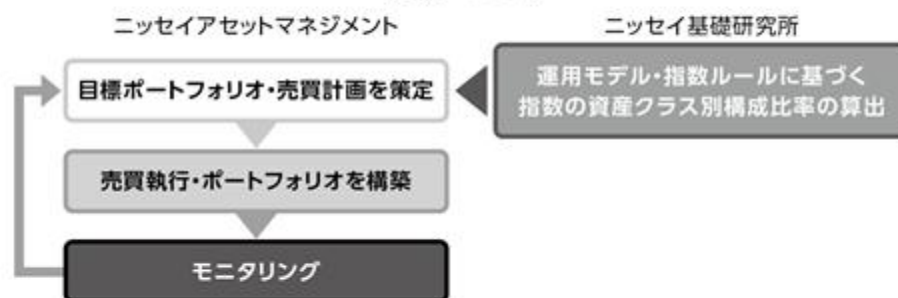 ニッセイアセットマネジメント
ニッセイ基礎研究所
目標ポートフォリオ・売買計画を策定
運用モデル・指数ルールに基づく
指数の資産クラス別構成比率の算出
売買執行・ポートフォリオを構築
モニタリング